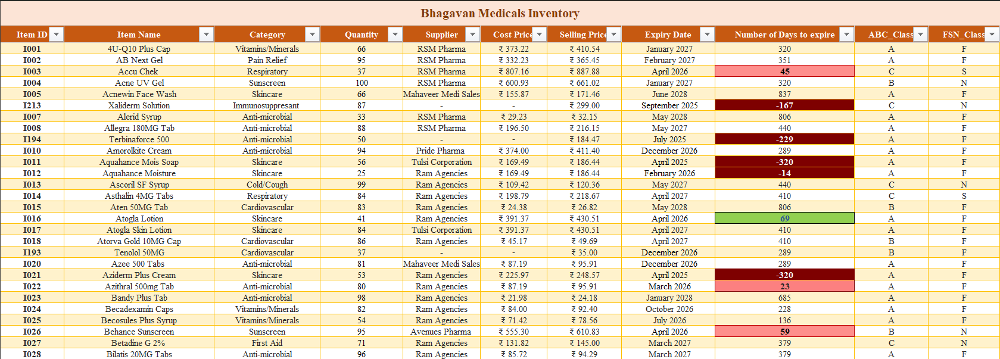 Bhagavan Medicals Inventory
Item ID Item Name Category Quantity Supplier Cost Price Selling Price Expiry Date Number of Days to expire ABC_Class FSN_Class
I001 4U-Q10 Plus Cap Vitamins/Minerals 66 RSM Pharma ₹ 373.22 ₹ 410.54 January 2027 320 A F
I002 AB Next Gel Pain Relief 95 RSM Pharma ₹ 332.23 ₹ 365.45 February 2027 351 A F
I003 Accu Chek Respiratory 37 RSM Pharma ₹ 807.16 ₹ 887.88 April 2026 45 C S
I004 Acne UV Gel Sunscreen 100 RSM Pharma ₹ 600.93 ₹ 661.02 January 2027 320 B N
I005 Acnewin Face Wash Skincare 66 Mahaveer Medi Sales ₹ 155.87 ₹ 171.46 June 2028 837 A F
I213 Xaliderm Solution Immunosuppresant 87 - - ₹ 299.00 September 2025 -167 C N
I007 Alerid Syrup Anti-microbial 33 RSM Pharma ₹ 29.23 ₹ 32.15 May 2028 806 A F
I008 Allegra 180MG Tab Anti-microbial 88 RSM Pharma ₹ 196.50 ₹ 216.15 May 2027 440 A F
I194 Terbinaforce 500 Anti-microbial 50 - - ₹ 184.47 July 2025 -229 A F
I010 Amorolkite Cream Anti-microbial 94 Pride Pharma ₹ 374.00 ₹ 411.40 December 2026 289 A F
I011 Aquahance Mois Soap Skincare 56 Tulsi Corporation ₹ 169.49 ₹ 186.44 April 2025 -320 A F
I012 Aquahance Moisture Skincare 25 Ram Agencies ₹ 169.49 ₹ 186.44 February 2026 -14 A F
I013 Ascoril SF Syrup Cold/Cough 99 Ram Agencies ₹ 109.42 ₹ 120.36 May 2027 440 C N
I014 Asthalin 4MG Tabs Respiratory 84 Ram Agencies ₹ 198.79 ₹ 218.67 April 2027 410 C S
I015 Aten 50MG Tab Cardiovascular 83 Ram Agencies ₹ 24.38 ₹ 26.82 May 2028 806 B F
I016 Atogla Lotion Skincare 41 Ram Agencies ₹ 391.37 ₹ 430.51 April 2026 69 A F
I017 Atogla Skin Lotion Skincare 84 Tulsi Corporation ₹ 391.37 ₹ 430.51 April 2027 410 A F
I018 Atorva Gold 10MG Cap Cardiovascular 86 Ram Agencies ₹ 45.17 ₹ 49.69 April 2027 410 B F
I193 Tenolol 50MG Cardiovascular 37 - - ₹ 35.00 December 2026 289 B F
I020 Azee 500 Tabs Anti-microbial 81 Mahaveer Medi Sales ₹ 87.19 ₹ 95.91 December 2026 289 A F
I021 Aziderm Plus Cream Skincare 53 Ram Agencies ₹ 225.97 ₹ 248.57 April 2025 -320 A F
I022 Azithral 500mg Tab Anti-microbial 80 Ram Agencies ₹ 87.19 ₹ 95.91 March 2026 23 A F
I023 Bandy Plus Tab Anti-microbial 98 Ram Agencies ₹ 21.98 ₹ 24.18 January 2028 685 A F
I024 Becadexamin Caps Vitamins/Minerals 82 Ram Agencies ₹ 84.00 ₹ 92.40 October 2026 228 A F
I025 Becosules Plus Syrup Vitamins/Minerals 54 Ram Agencies ₹ 71.42 ₹ 78.56 July 2026 136 A F
I026 Behance Sunscreen Sunscreen 95 Avenues Pharma ₹ 555.30 ₹ 610.83 April 2026 59 B N
I027 Betadine G 2% First Aid 71 Ram Agencies ₹ 131.82 ₹ 145.00 March 2027 379 C N
I028 Bilatis 20MG Tabs Anti-microbial 96 Ram Agencies ₹ 85.72 ₹ 94.29 March 2027 379 A F